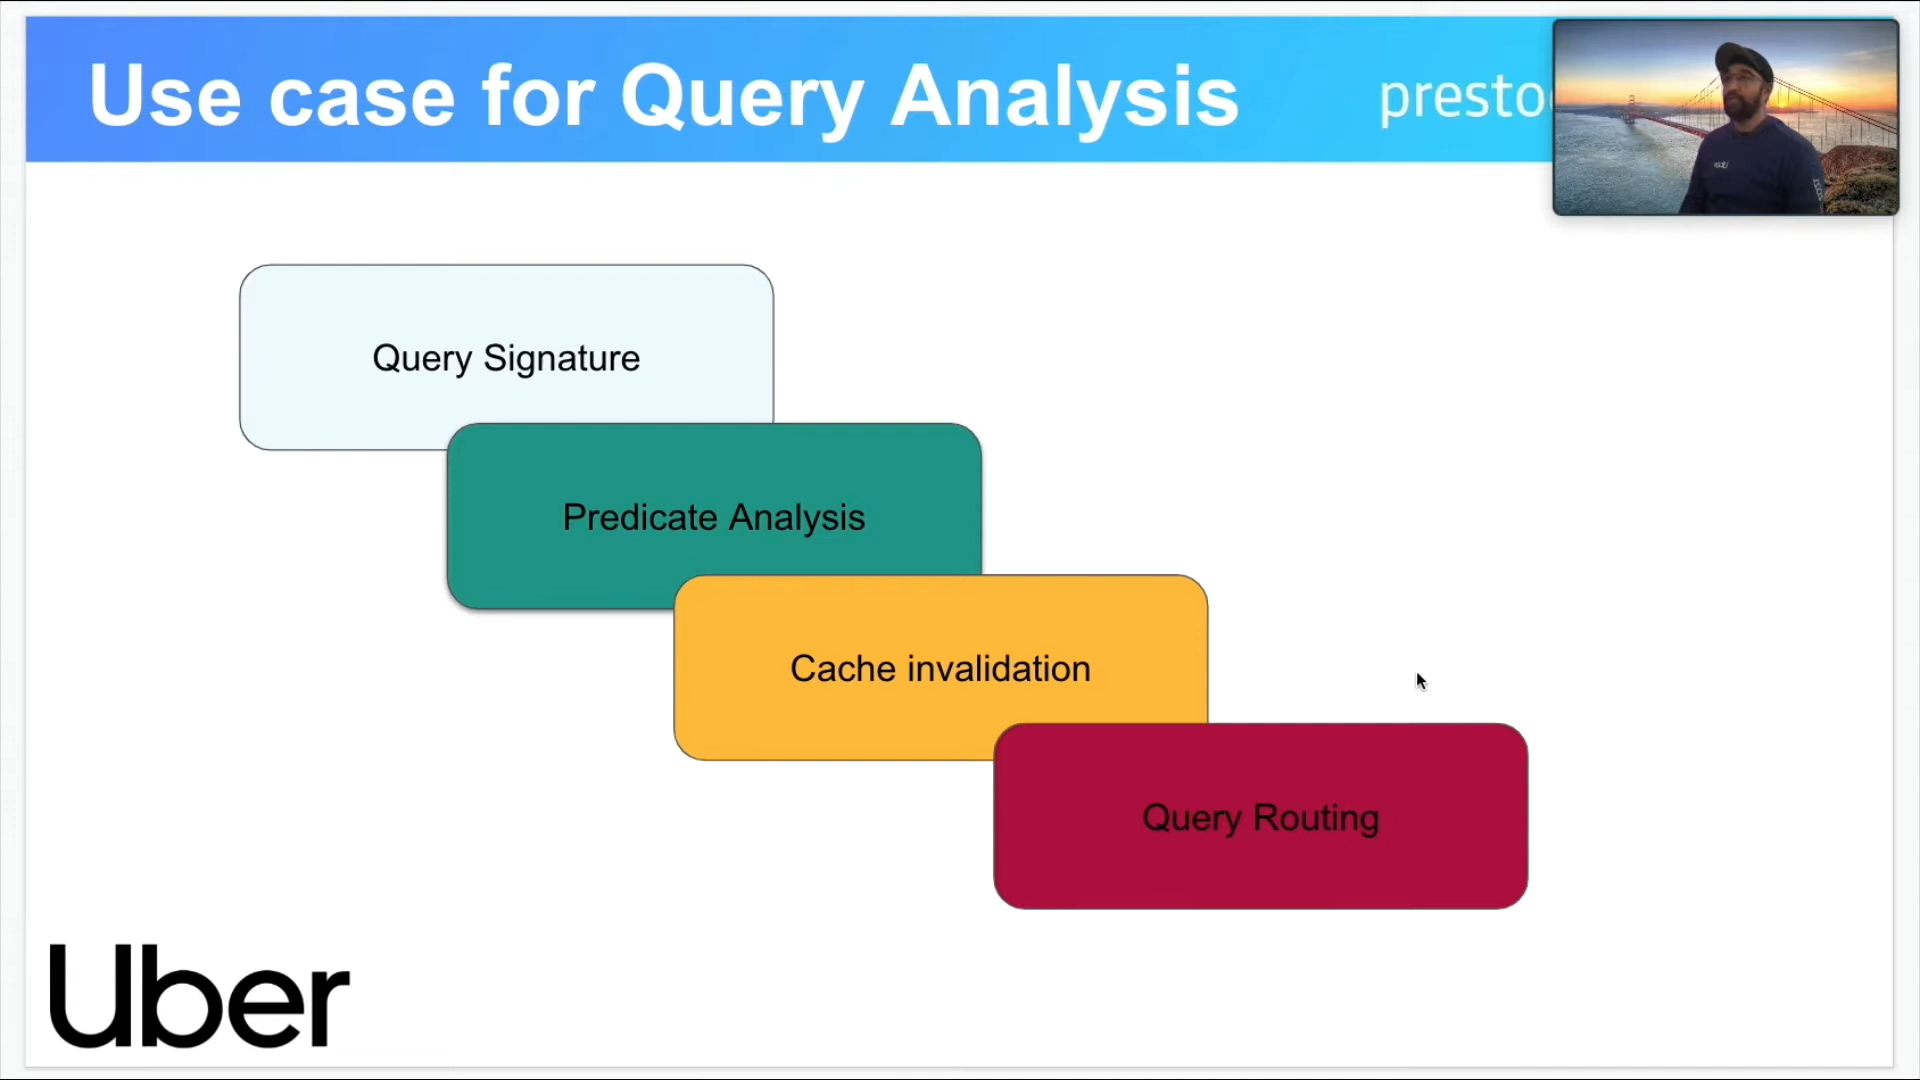 Use case for Query Analysis
presto
Query Signature
Predicate Analysis
Cache invalidation
Query Routing
Uber